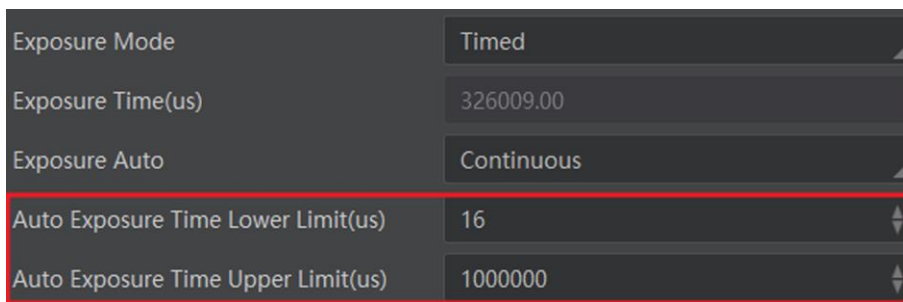 Exposure Mode Timed
Exposure Time(us) 326009.00
Exposure Auto Continuous
Auto Exposure Time Lower Limit(us) 16
Auto Exposure Time Upper Limit(us) 1000000